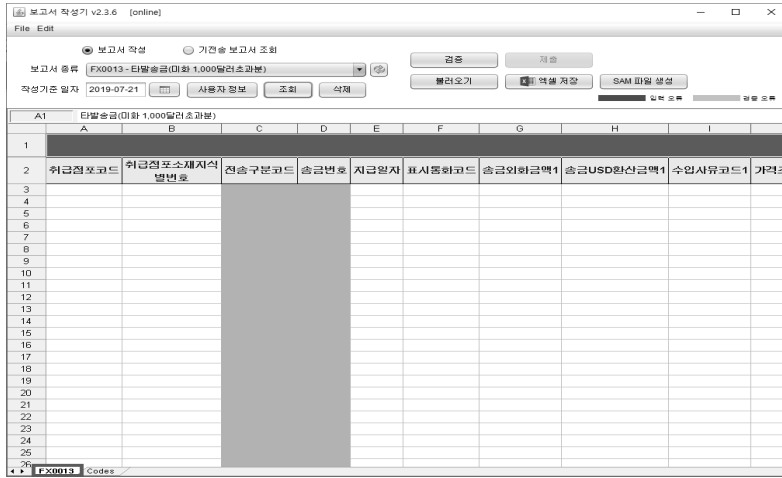 보고서 작성기 v2.3.6 [online]
File Edit
보고서 작성 기전송 보고서 조회
보고서 종류 FX0013 - 타발송금(미화 1,000달러초과분)
작성기준 일자 2019-07-21 사용자 정보 조회 삭제
검증 제출
불러오기 엑셀 저장 SAM 파일 생성
입력 오류 검증 오류
A1 타발송금(미화 1,000달러초과분)
A B C D E F G H I
1
2 취급점포코드 취급점포소재지식별번호 전송구분코드 송금번호 지급일자 표시통화코드 송금외화금액1 송금USD환산금액1 수입사유코드1
3
4
5
6
7
8
9
10
11
12
13
14
15
16
17
18
19
20
21
22
23
24
25
26
FX0013 Codes